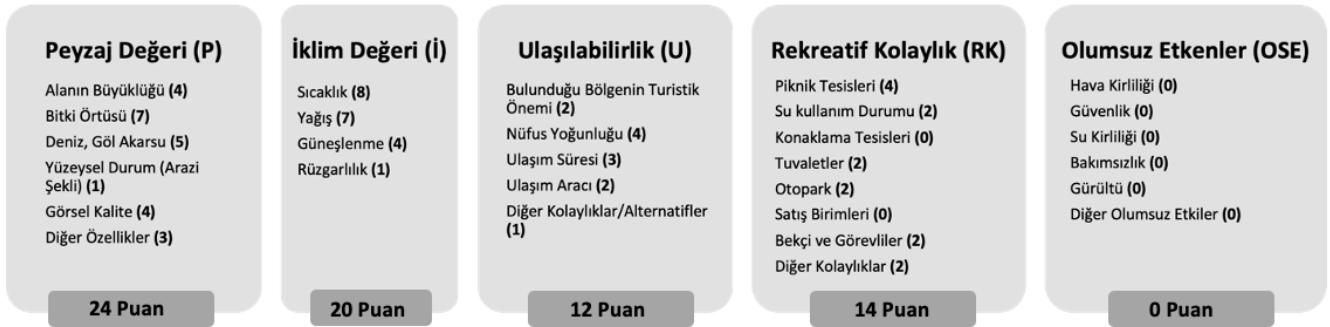 Peyzaj Değeri (P)
Alanın Büyüklüğü (4)
Bitki Örtüsü (7)
Deniz, Göl Akarsu (5)
Yüzeysel Durum (Arazi
Şekli) (1)
Görsel Kalite (4)
Diğer Özellikler (3)
24 Puan
İklim Değeri (İ)
Sıcaklık (8)
Yağış (7)
Güneşlenme (4)
Rüzgarlılık (1)
20 Puan
Ulaşılabilirlik (U)
Bulunduğu Bölgenin Turistik
Önemi (2)
Nüfus Yoğunluğu (4)
Ulaşım Süresi (3)
Ulaşım Aracı (2)
Diğer Kolaylıklar/Alternatifler
(1)
12 Puan
Rekreatif Kolaylık (RK)
Piknik Tesisleri (4)
Su kullanım Durumu (2)
Konaklama Tesisleri (0)
Tuvaletler (2)
Otopark (2)
Satış Birimleri (0)
Bekçi ve Görevliler (2)
Diğer Kolaylıklar (2)
14 Puan
Olumsuz Etkenler (OSE)
Hava Kirliliği (0)
Güvenlik (0)
Su Kirliliği (0)
Bakımsızlık (0)
Gürültü (0)
Diğer Olumsuz Etkiler (0)
0 Puan